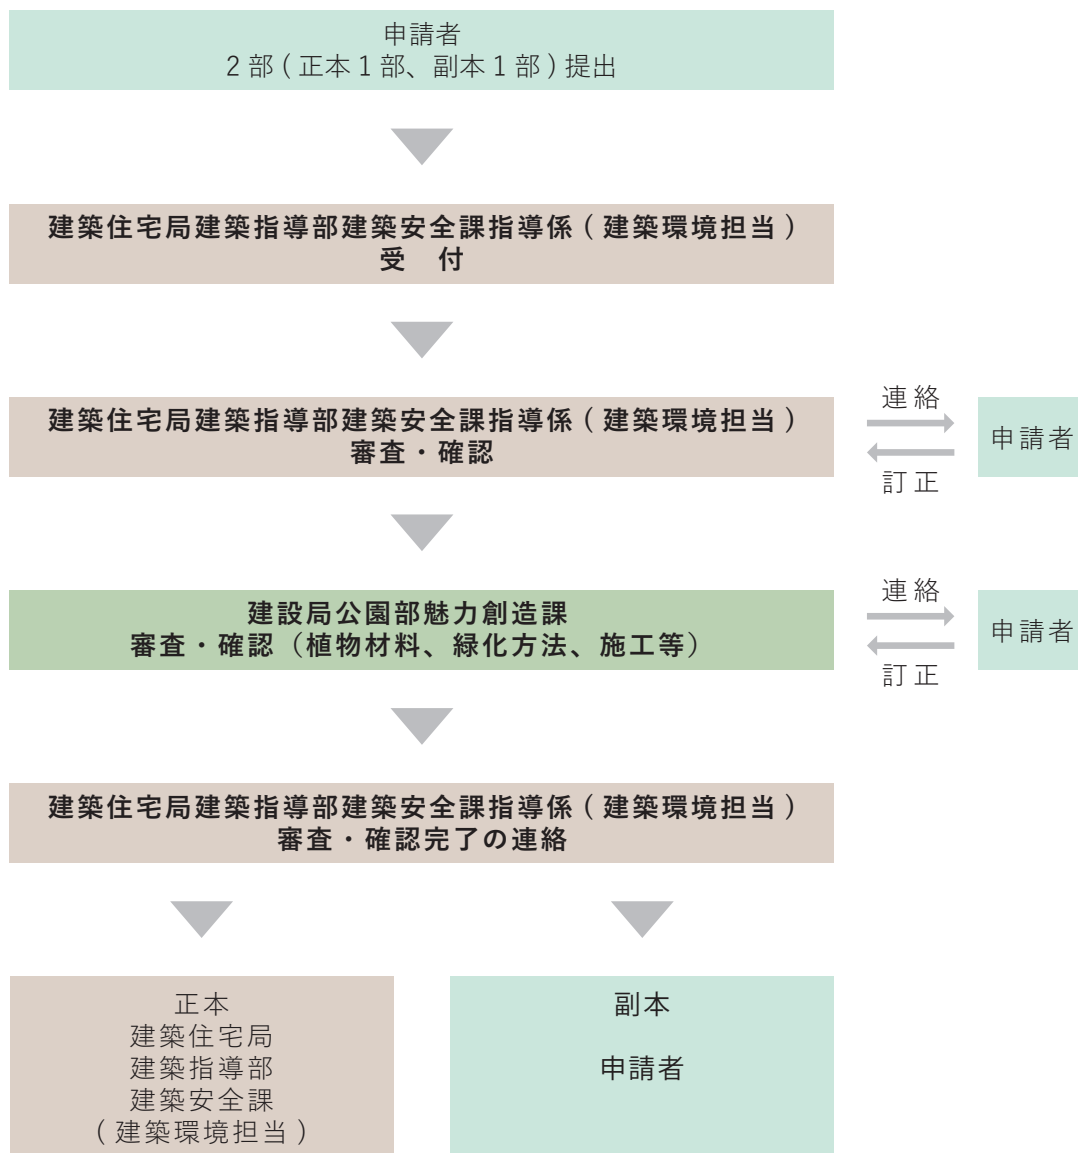 申請者
2部(正本1部、副本1部)提出
建築住宅局建築指導部建築安全課指導係(建築環境担当)
受　付
建築住宅局建築指導部建築安全課指導係(建築環境担当)
審査・確認
連絡
訂正
申請者
建設局公園部魅力創造課
審査・確認（植物材料、緑化方法、施工等）
連絡
訂正
申請者
建築住宅局建築指導部建築安全課指導係(建築環境担当)
審査・確認完了の連絡
正本
建築住宅局
建築指導部
建築安全課
(建築環境担当)
副本
申請者